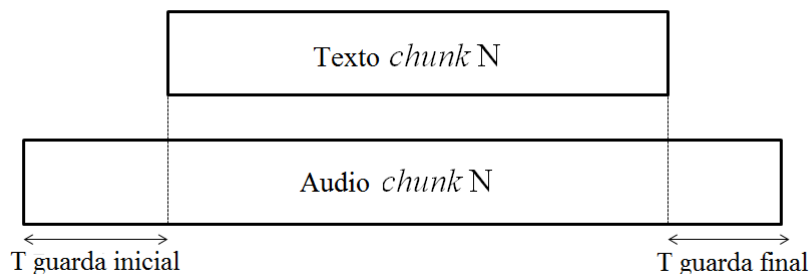 Texto chunk N
Audio chunk N
T guarda inicial
T guarda final